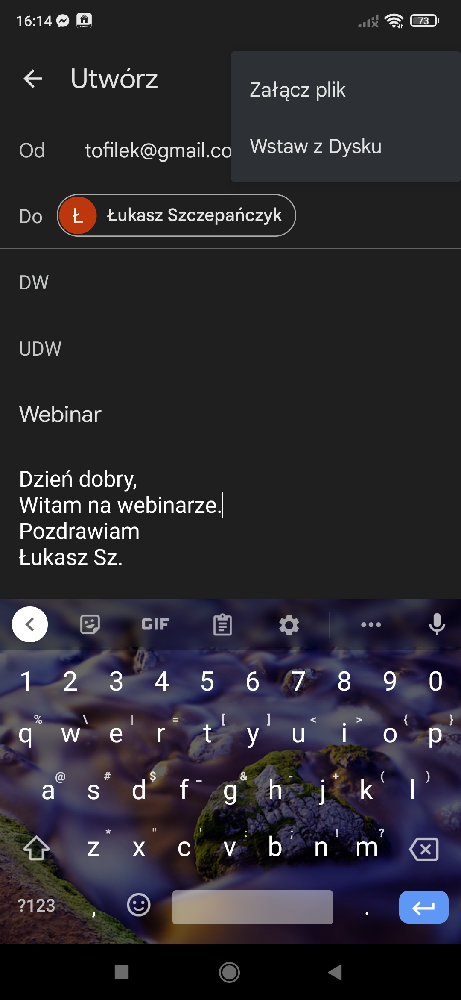 16:14
PHILIPS
73
Utwórz
Załącz plik
Wstaw z Dysku
Od tofilek@gmail.co
Do Ł Łukasz Szczepańczyk
DW
UDW
Webinar
Dzień dobry,
Witam na webinarze.
Pozdrawiam
Łukasz Sz.
GIF
1 2 3 4 5 6 7 8 9 0
% \ | = [ ] < > { }
q w e r t y u i o p
@ # $ _ & - + ( )
a s d f g h j k l
* " ' : ; ! ?
z x c v b n m
?123 , .